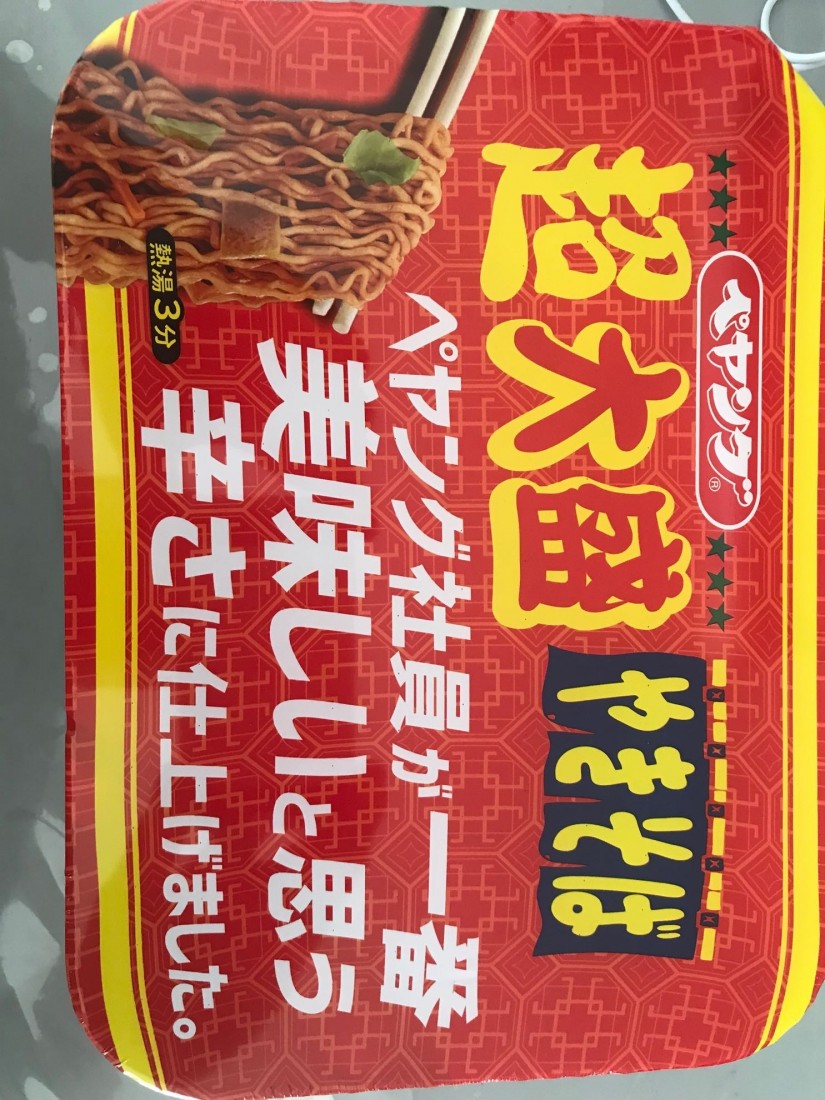 ペヤング®
超大盛
やきそば
ペヤング社員が一番
美味しいと思う
辛さに仕上げました。
熱湯3分